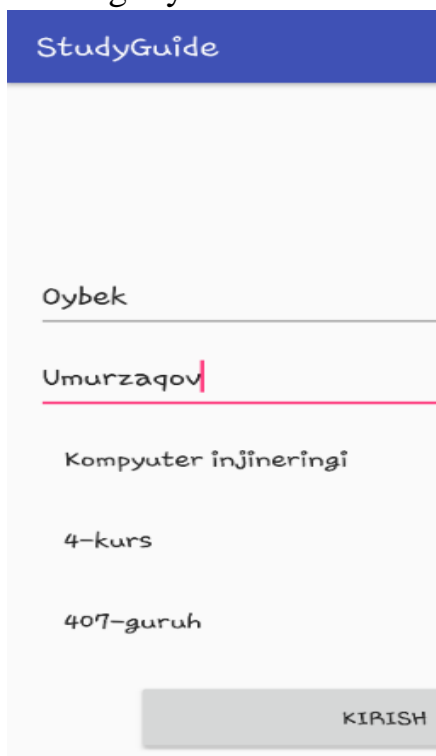 StudyGuide
Oybek
Umurzaqov
Kompyuter injineringi
4-kurs
407-guruh
KIRISH